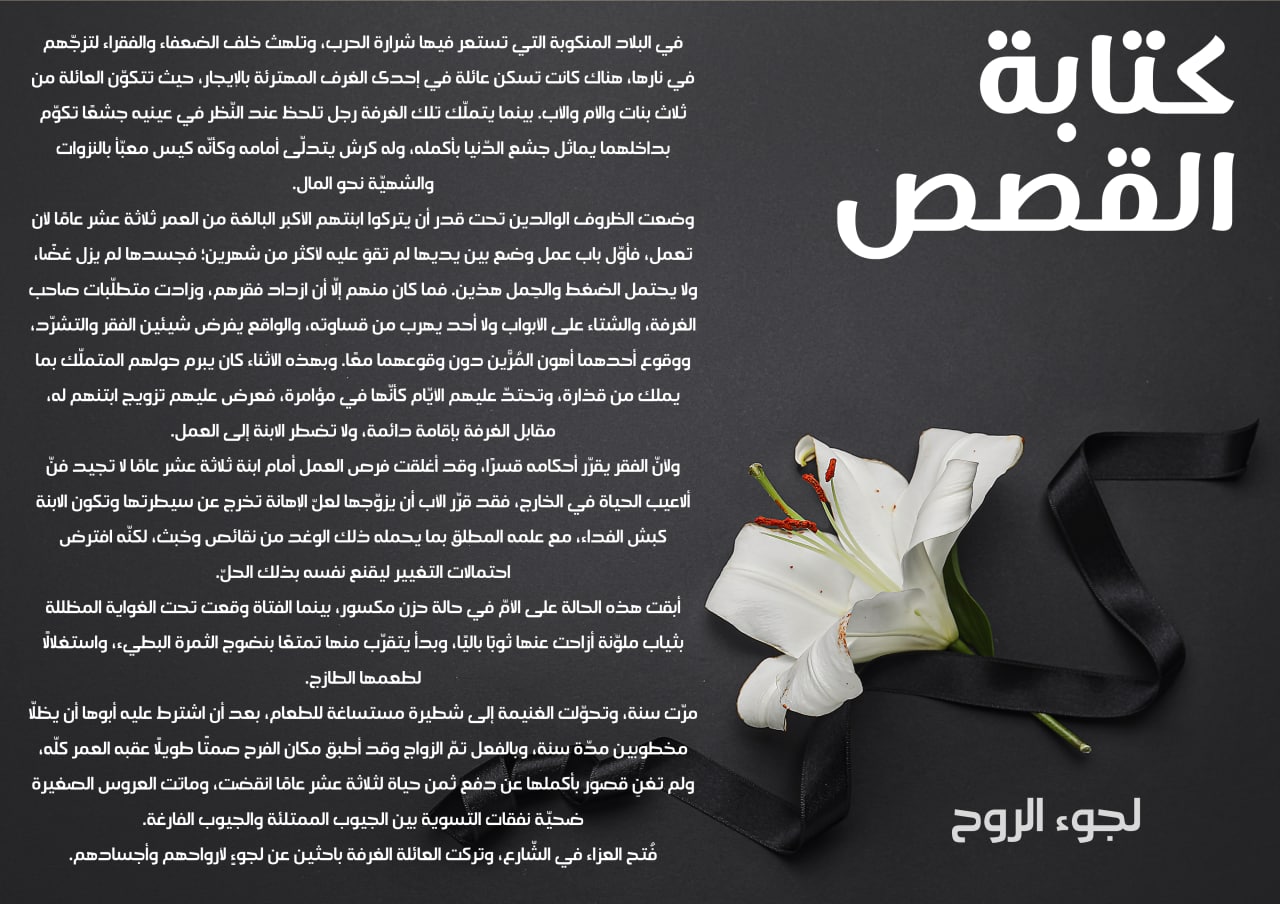 كتابة
القصص
في البلاد المنكوبة التي تستعر فيها شرارة الحرب، وتلهث خلف الضعفاء والفقراء لتزجّهم
في نارها، هناك كانت تسكن عائلة في إحدى الغرف المهترئة بالإيجار، حيث تتكوّن العائلة من
ثلاث بنات والأم والأب. بينما يتملّك تلك الغرفة رجل تلحظ عند النّظر في عينيه جشعًا تكوّم
بداخلهما يماثل جشع الدّنيا بأكمله، وله كرش يتدلّى أمامه وكأنّه كيس معبّأ بالنزوات
والشهيّة نحو المال.
وضعت الظروف الوالدين تحت قدر أن يتركوا ابنتهم الأكبر البالغة من العمر ثلاثة عشر عامًا لأن
تعمل، فأوّل باب عمل وضع بين يديها لم تقوَ عليه لأكثر من شهرين؛ فجسدها لم يزل غضًّا،
ولا يحتمل الضغط والحِمل هذين. فما كان منهم إلّا أن ازداد فقرهم، وزادت متطلّبات صاحب
الغرفة، والشتاء على الأبواب ولا أحد يهرب من قساوته، والواقع يفرض شيئين الفقر والتشرّد،
ووقوع أحدهما أهون المُرَّين دون وقوعهما معًا. وبهذه الأثناء كان يبرم حولهم المتملّك بما
يملك من قذارة، وتحتدّ عليهم الأيّام كأنّها في مؤامرة، فعرض عليهم تزويج ابتنهم له،
مقابل الغرفة بإقامة دائمة، ولا تضطر الابنة إلى العمل.
ولأنّ الفقر يقرّر أحكامه قسرًا، وقد أغلقت فرص العمل أمام ابنة ثلاثة عشر عامًا لا تجيد فنّ
ألاعيب الحياة في الخارج، فقد قرّر الأب أن يزوّجها لعلّ الإهانة تخرج عن سيطرتها وتكون الابنة
كبش الفداء، مع علمه المطلق بما يحمله ذلك الوغد من نقائص وخبث، لكنّه افترض
احتمالات التغيير ليقنع نفسه بذلك الحلّ.
أبقت هذه الحالة على الأمّ في حالة حزن مكسور، بينما الفتاة وقعت تحت الغواية المظللة
بثياب ملوّنة أزاحت عنها ثوبًا باليًا، وبدأ يتقرّب منها تمتعًا بنضوج الثمرة البطيء، واستغلالًا
لطعمها الطازج.
مرّت سنة، وتحوّلت الغنيمة إلى شطيرة مستساغة للطعام، بعد أن اشترط عليه أبوها أن يظلّا
مخطوبين مدّة سنة، وبالفعل تمّ الزواج وقد أطبق مكان الفرح صمتًا طويلًا عقبه العمر كلّه،
ولم تغنِ قصور بأكملها عن دفع ثمن حياة لثلاثة عشر عامًا انقضت، وماتت العروس الصغيرة
ضحيّة نفقات التسوية بين الجيوب الممتلئة والجيوب الفارغة.
فُتح العزاء في الشّارع، وتركت العائلة الغرفة باحثين عن لجوءٍ لأرواحهم وأجسادهم.
لجوء الروح